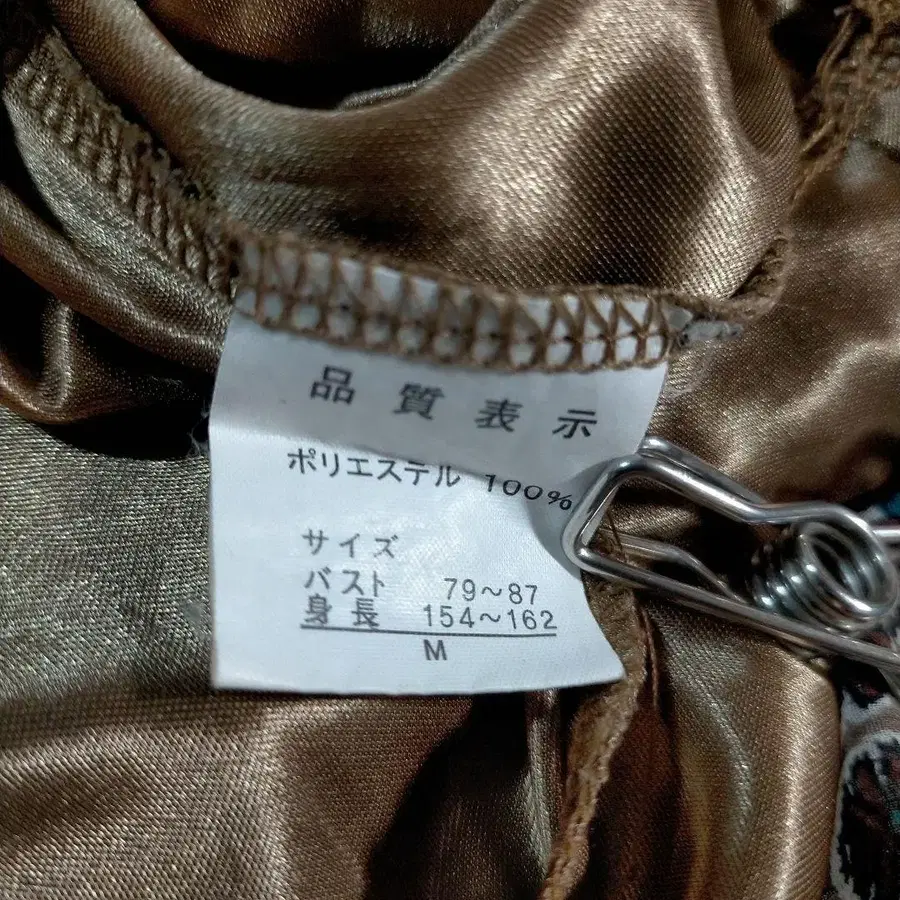 品質表示
ポリエステル 100%
サイズ
バスト 79~87
身長 154~162
M